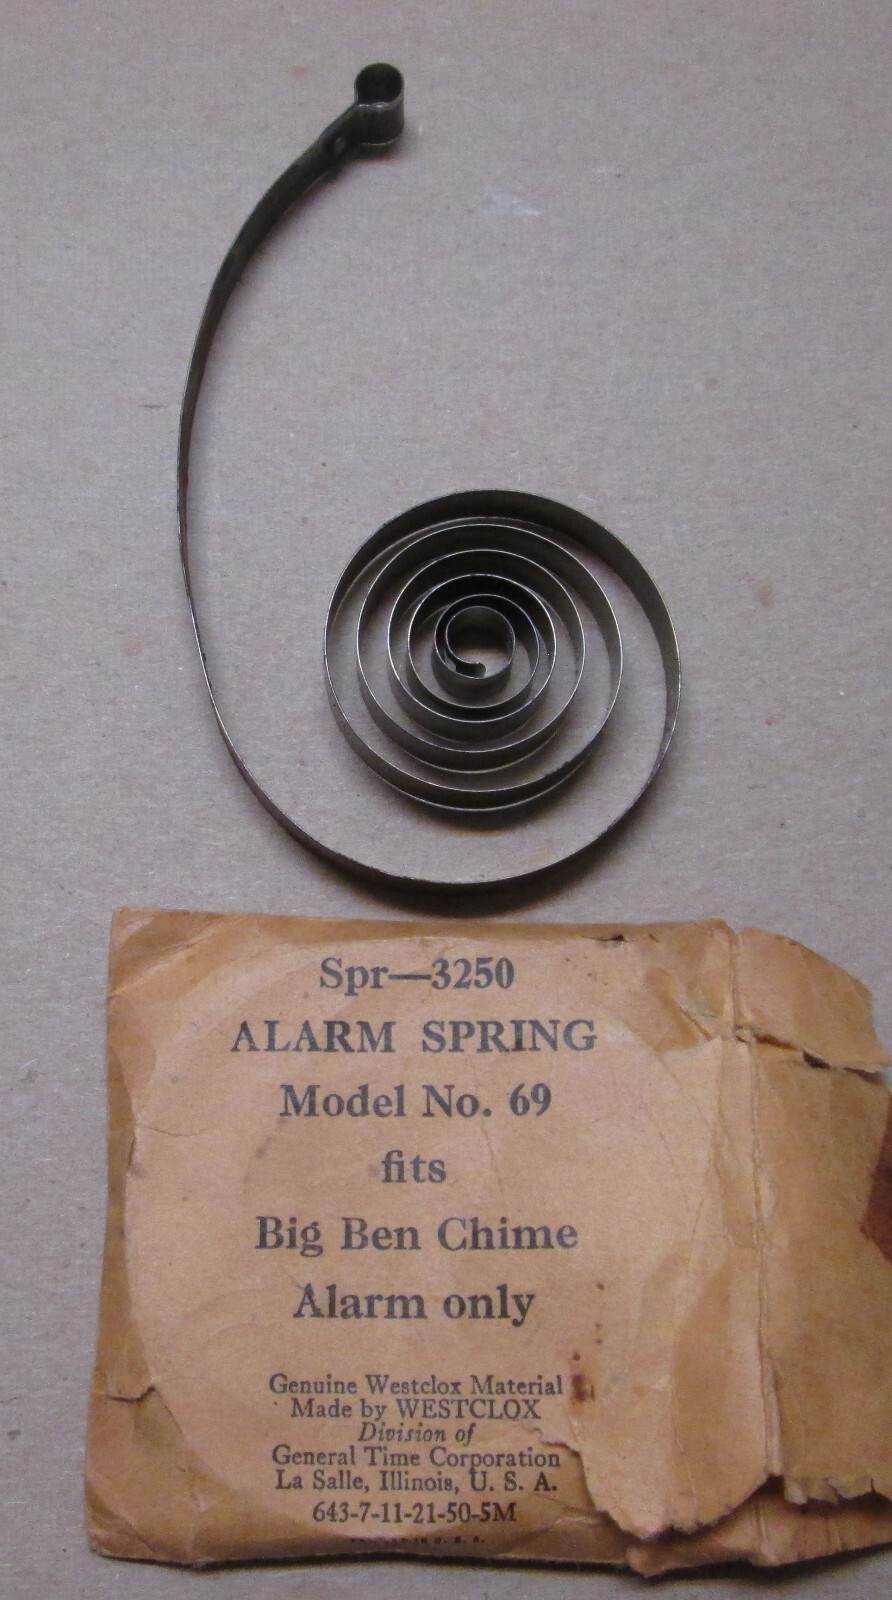 Spr—3250
ALARM SPRING
Model No. 69
fits
Big Ben Chime
Alarm only
Genuine Westclox Material
Made by WESTCLOX
Division of
General Time Corporation
La Salle, Illinois, U. S. A.
643-7-11-21-50-5M
IN U. S. A.